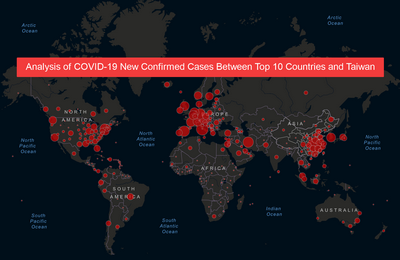 Arctic
Ocean
Arctic
Ocean
Analysis of COVID-19 New Confirmed Cases Between Top 10 Countries and Taiwan
NORTH
AMERICA
EUROPE
ASIA
North
Pacific
Ocean
North
Atlantic
Ocean
North
Pacific
Ocean
AFRICA
SOUTH
AMERICA
Indian
Ocean
AUSTRALIA
South
Pacific
Ocean
South
Atlantic
Ocean